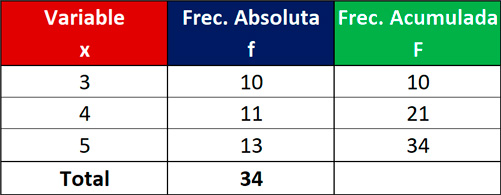 Variable Frec. Absoluta Frec. Acumulada
x f F
3 10 10
4 11 21
5 13 34
Total 34